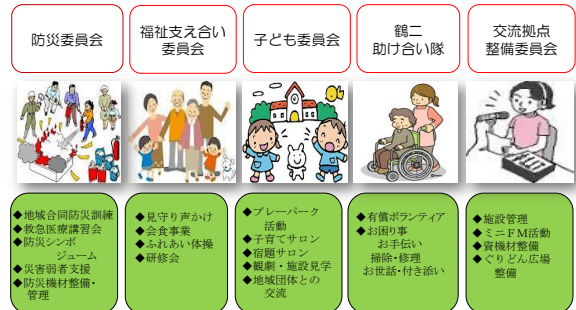 防災委員会
福祉支え合い
委員会
子ども委員会
鶴二
助け合い隊
交流拠点
整備委員会
◆地域合同防災訓練
◆救急医療講習会
◆防災シンポ
ジューム
◆災害弱者支援
◆防災機材整備・
管理
◆見守り声かけ
◆会食事業
◆ふれあい体操
◆研修会
◆プレーパーク
活動
◆子育てサロン
◆宿題サロン
◆観劇・施設見学
◆地域団体との
交流
◆有償ボランティア
◆お困り事
お手伝い
掃除・修理
お世話・付き添い
◆施設管理
◆ミニFM活動
◆資機材整備
◆ぐりどん広場
整備